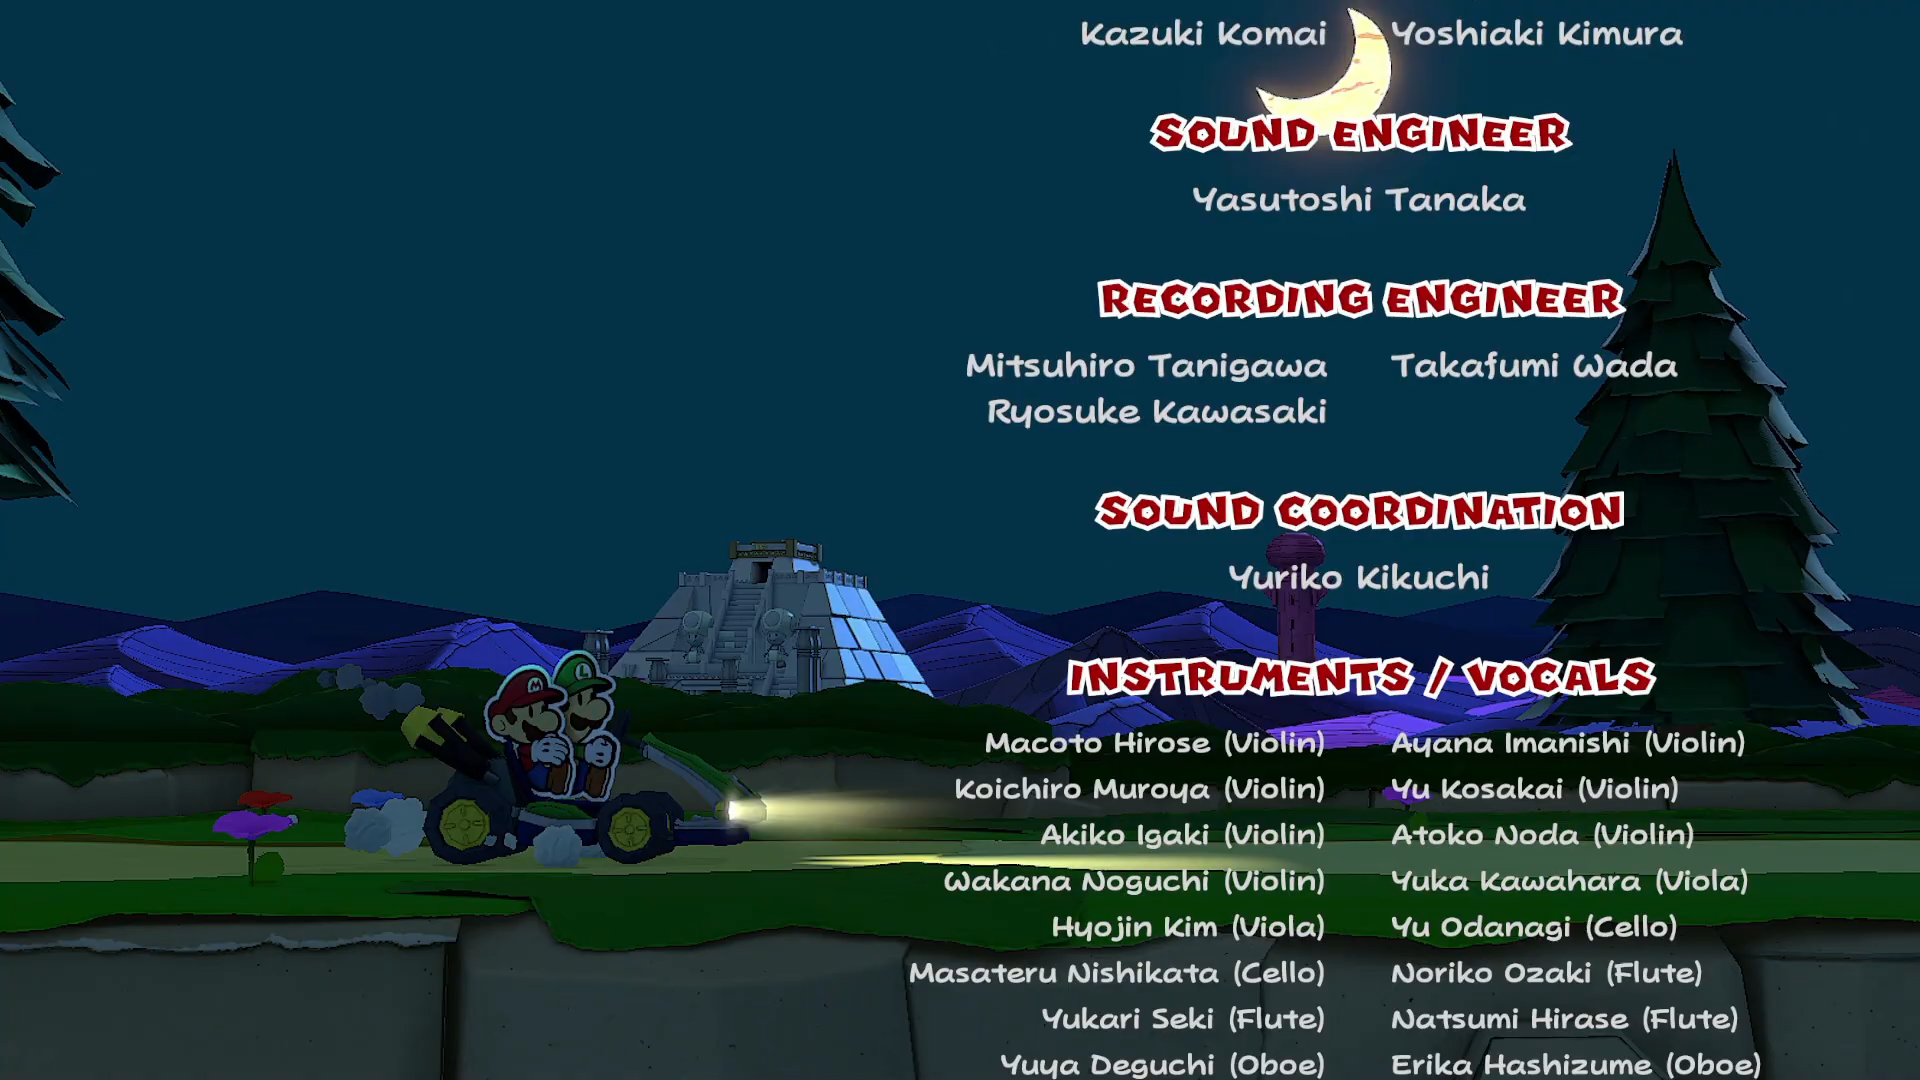 Kazuki Komai Yoshiaki Kimura
SOUND ENGINEER
Yasutoshi Tanaka
RECORDING ENGINEER
Mitsuhiro Tanigawa Takafumi Wada
Ryosuke Kawasaki
SOUND COORDINATION
Yuriko Kikuchi
INSTRUMENTS / VOCALS
Macoto Hirose (Violin) Ayana Imanishi (Violin)
Koichiro Muroya (Violin) Yu Kosakai (Violin)
Akiko Igaki (Violin) Atoko Noda (Violin)
Wakana Noguchi (Violin) Yuka Kawahara (Viola)
Hyojin Kim (Viola) Yu Odanagi (Cello)
Masateru Nishikata (Cello) Noriko Ozaki (Flute)
Yukari Seki (Flute) Natsumi Hirase (Flute)
Yuya Deguchi (Oboe) Erika Hashizume (Oboe)
M L